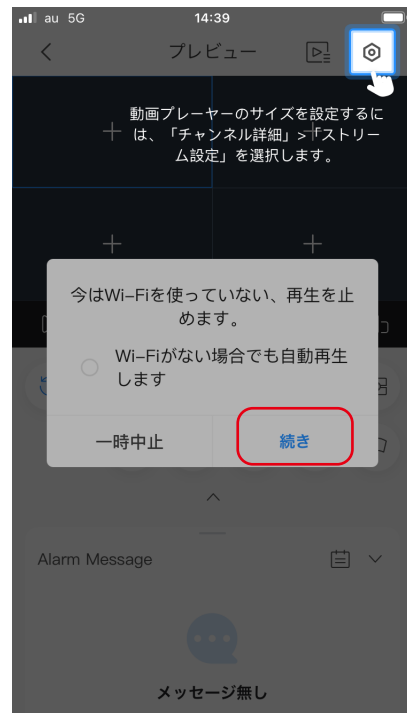 au 5G 14:39
プレビュー
動画プレーヤーのサイズを設定するに
は、「チャンネル詳細」>「ストリー
ム設定」を選択します。
今はWi-Fiを使っていない、再生を止
めます。
Wi-Fiがない場合でも自動再生
します
一時中止
続き
Alarm Message
メッセージ無し